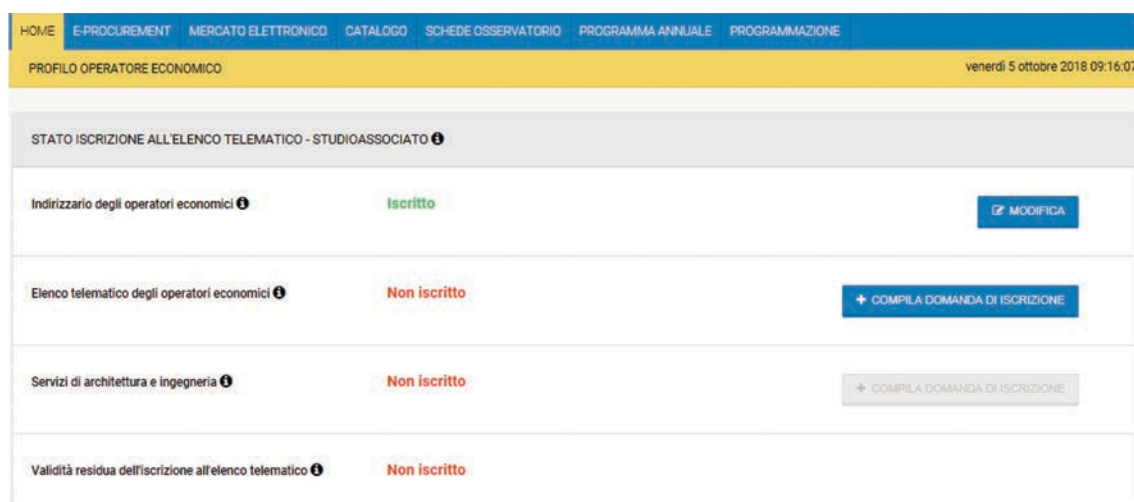 HOME E-PROCUREMENT MERCATO ELETTRONICO CATALOGO SCHEDE OSSERVATORIO PROGRAMMA ANNUALE PROGRAMMAZIONE
PROFILO OPERATORE ECONOMICO venerdì 5 ottobre 2018 09:16:07
STATO ISCRIZIONE ALL'ELENCO TELEMATICO - STUDIOASSOCIATO
Indirizzario degli operatori economici Iscritto MODIFICA
Elenco telematico degli operatori economici Non iscritto + COMPILA DOMANDA DI ISCRIZIONE
Servizi di architettura e ingegneria Non iscritto + COMPILA DOMANDA DI ISCRIZIONE
Validità residua dell'iscrizione all'elenco telematico Non iscritto